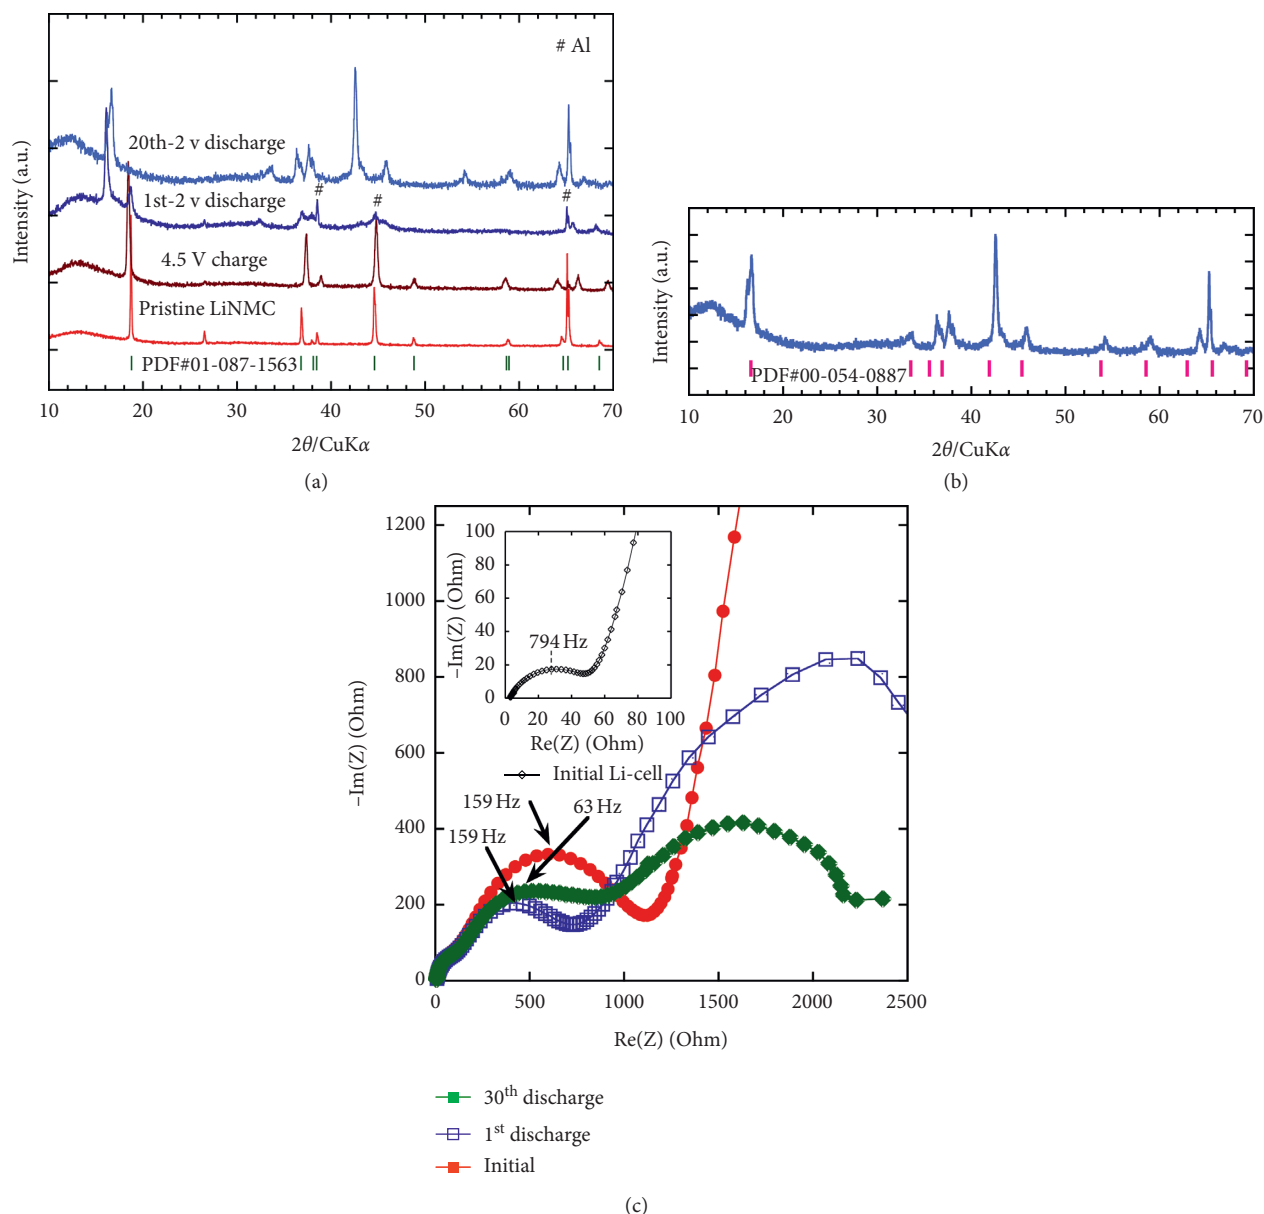 # Al
20th-2 v discharge
1st-2 v discharge
#
#
#
4.5 V charge
Pristine LiNMC
PDF#01-087-1563
Intensity (a.u.)
10 20 30 40 50 60 70
2θ/CuKα
(a)
Intensity (a.u.)
PDF#00-054-0887
10 20 30 40 50 60 70
2θ/CuKα
(b)
1200
1000
800
600
400
200
0
−Im(Z) (Ohm)
0 500 1000 1500 2000 2500
Re(Z) (Ohm)
100
80
60
40
20
0
−Im(Z) (Ohm)
794 Hz
0 20 40 60 80 100
Re(Z) (Ohm)
Initial Li-cell
159 Hz
63 Hz
159 Hz
30th discharge
1st discharge
Initial
(c)